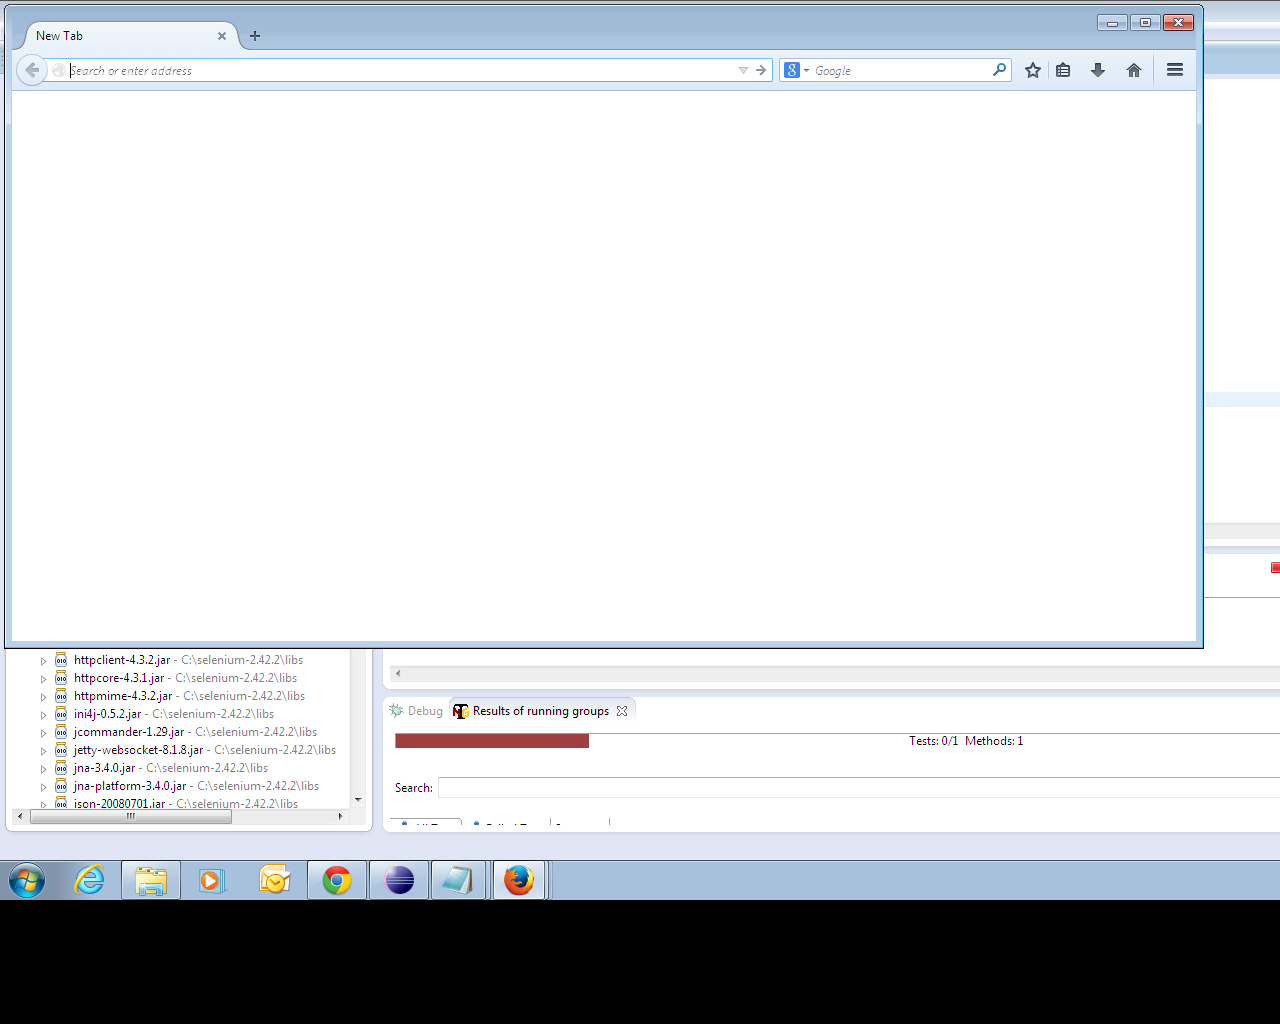 New Tab
Search or enter address
Google
httpclient-4.3.2.jar - C:\selenium-2.42.2\libs
httpcore-4.3.1.jar - C:\selenium-2.42.2\libs
httpmime-4.3.2.jar - C:\selenium-2.42.2\libs
ini4j-0.5.2.jar - C:\selenium-2.42.2\libs
jcommander-1.29.jar - C:\selenium-2.42.2\libs
jetty-websocket-8.1.8.jar - C:\selenium-2.42.2\libs
jna-3.4.0.jar - C:\selenium-2.42.2\libs
jna-platform-3.4.0.jar - C:\selenium-2.42.2\libs
json-20080701.jar - C:\selenium-2.42.2\libs
Debug
Results of running groups
Tests: 0/1 Methods: 1
Search: